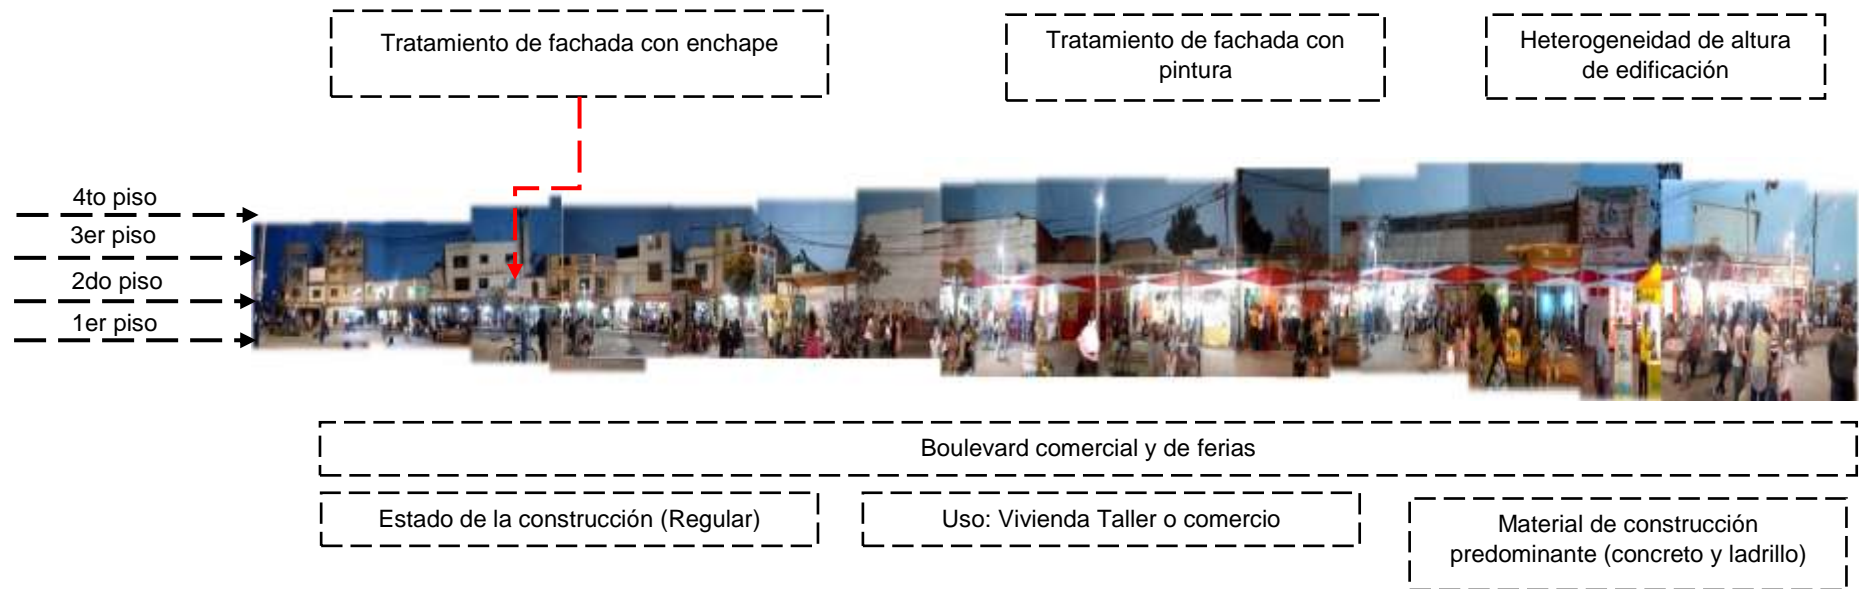 Tratamiento de fachada con enchape
Tratamiento de fachada con
pintura
Heterogeneidad de altura
de edificación
4to piso
3er piso
2do piso
1er piso
Boulevard comercial y de ferias
Estado de la construcción (Regular)
Uso: Vivienda Taller o comercio
Material de construcción
predominante (concreto y ladrillo)